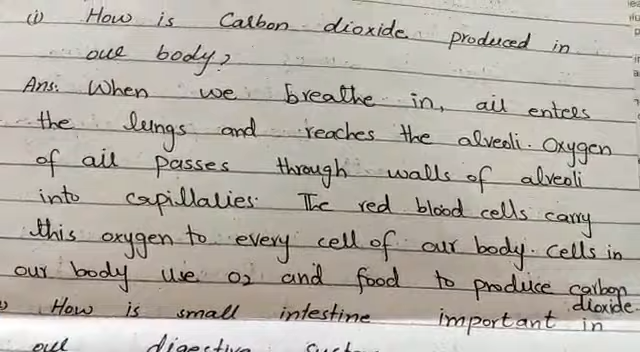 (i) How is Carbon dioxide produced in
our body?
Ans: When we breathe in, air enters
the lungs and reaches the alveoli. Oxygen
of air passes through walls of alveoli
into capillaries. The red blood cells carry
this oxygen to every cell of our body. cells in
our body use O2 and food to produce carbon
dioxide.
How is small intestine important in
our digestive